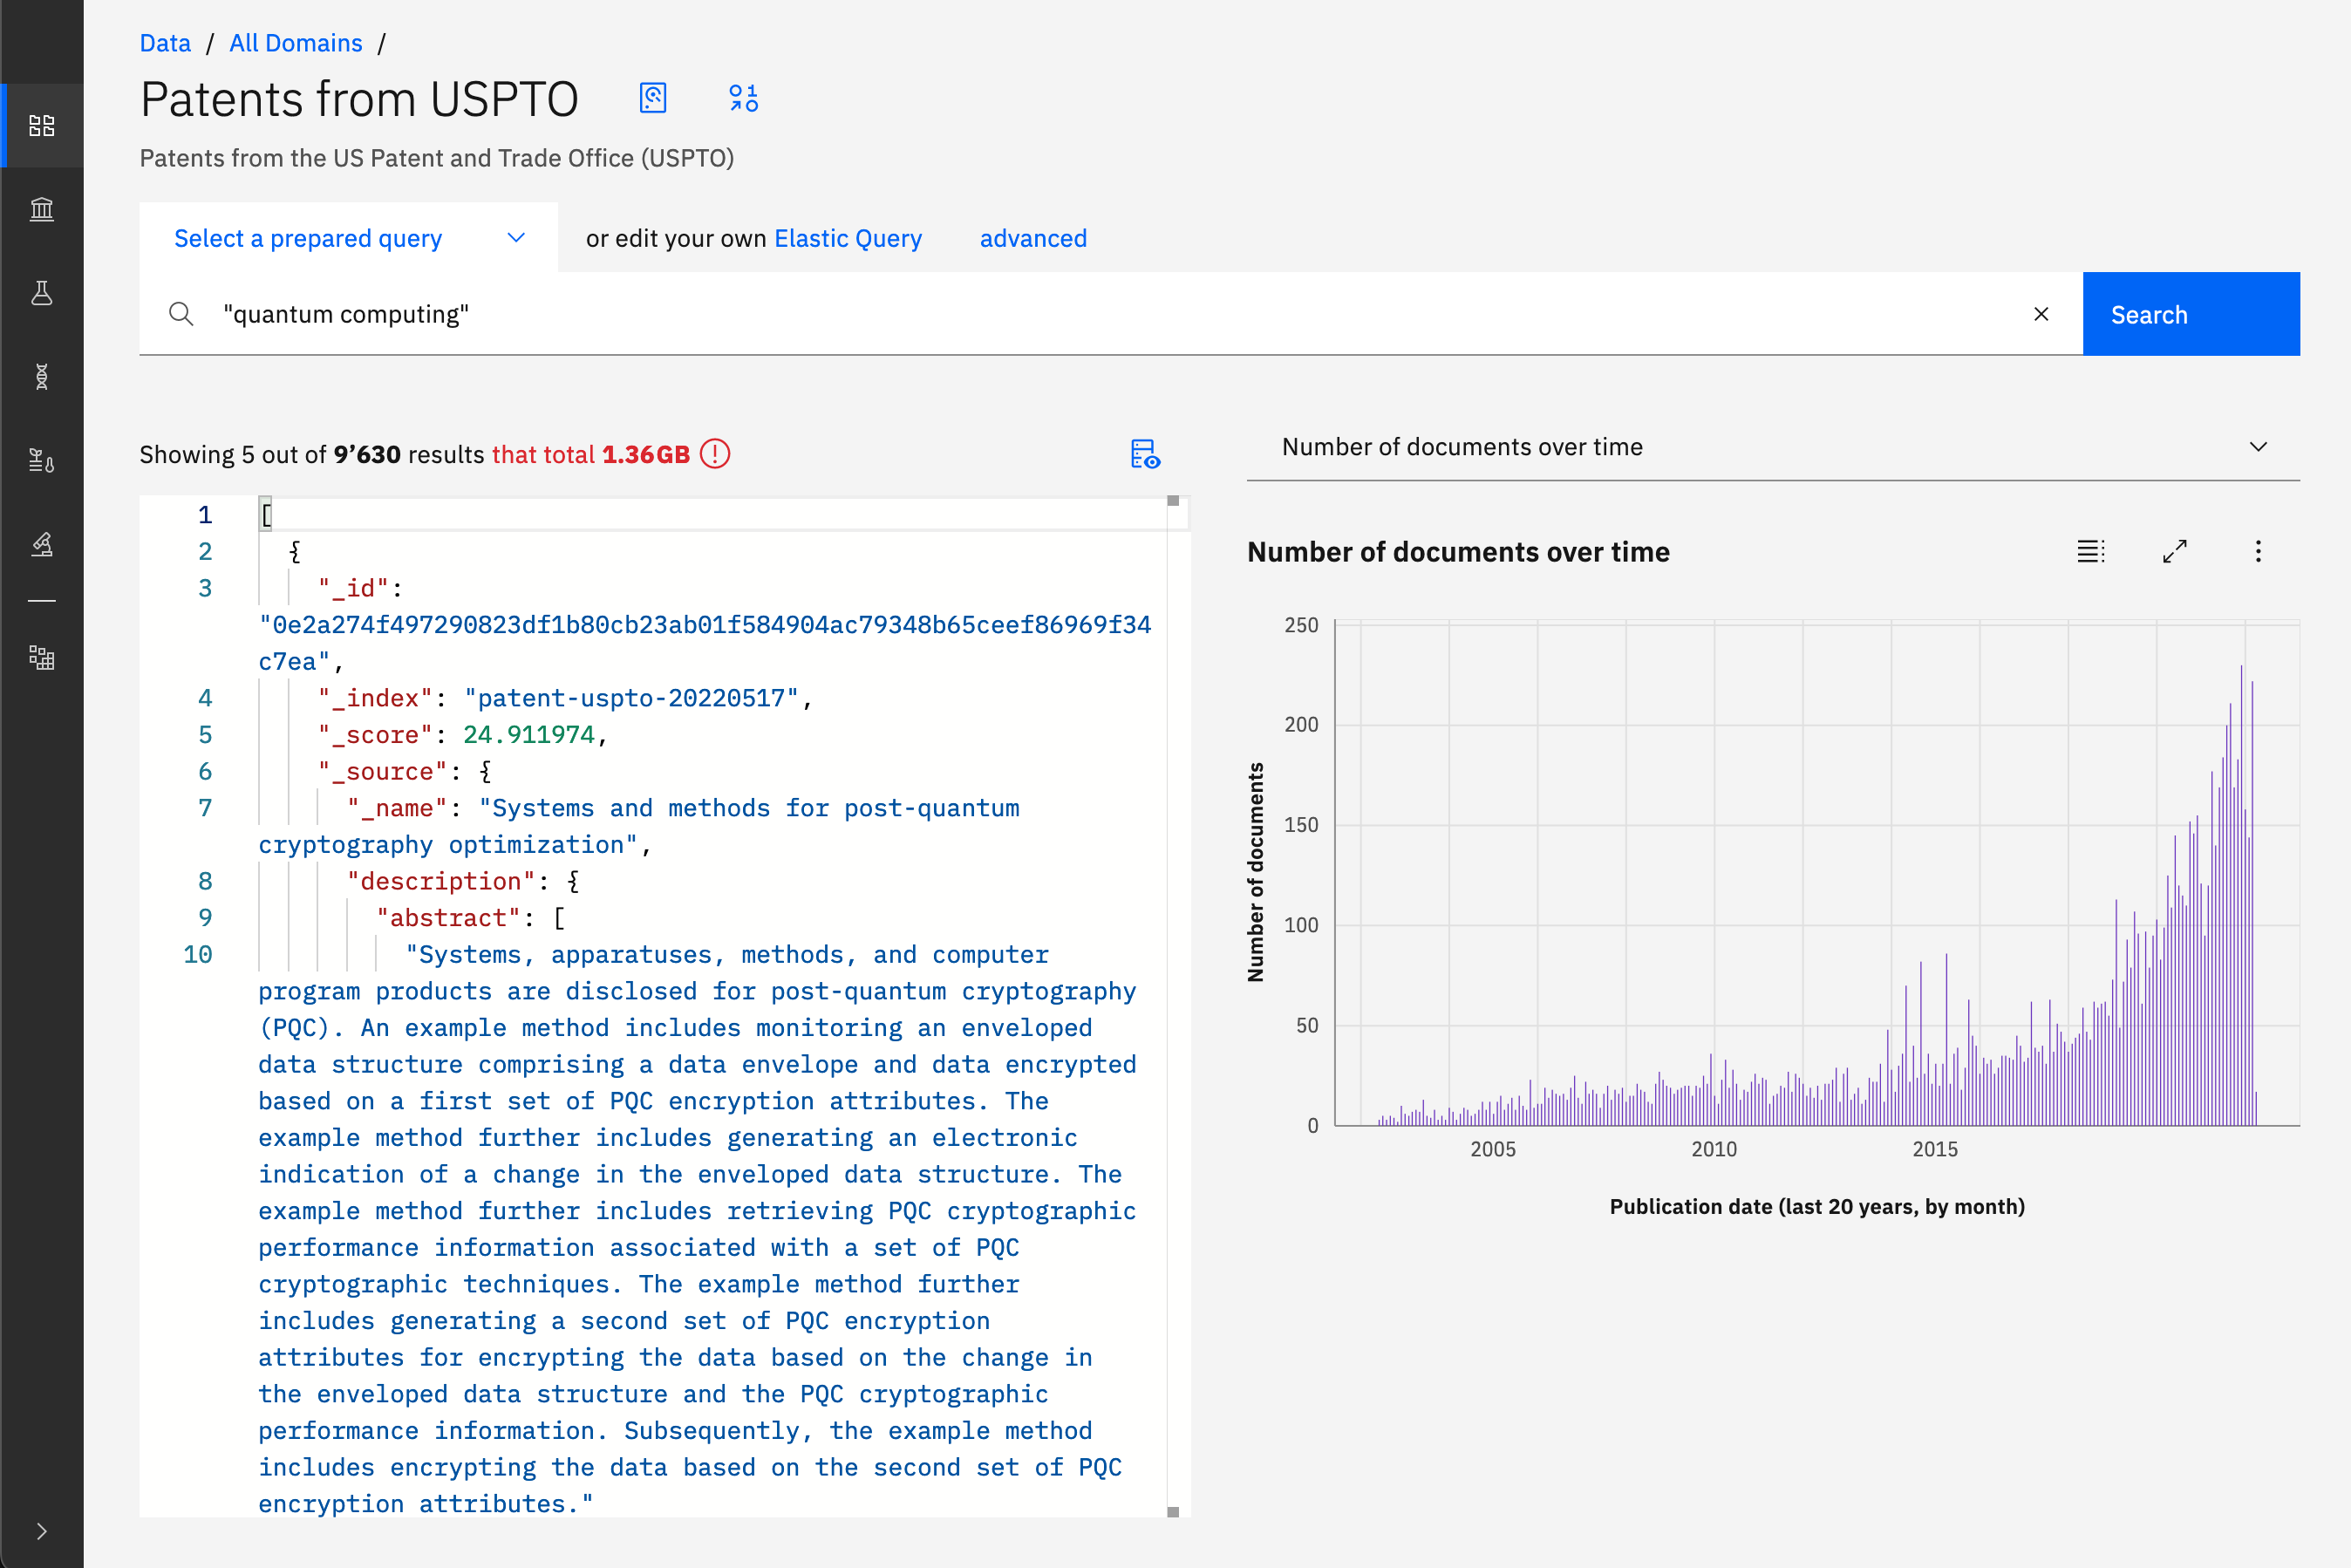 Data / All Domains /
Patents from USPTO
Patents from the US Patent and Trade Office (USPTO)
Select a prepared query
or edit your own Elastic Query
advanced
"quantum computing"
Search
Showing 5 out of 9’630 results that total 1.36GB
1 [
2 {
3 "_id":
"0e2a274f497290823df1b80cb23ab01f584904ac79348b65ceef86969f34
c7ea",
4 "_index": "patent-uspto-20220517",
5 "_score": 24.911974,
6 "_source": {
7 "_name": "Systems and methods for post-quantum
cryptography optimization",
8 "description": {
9 "abstract": [
10 "Systems, apparatuses, methods, and computer
program products are disclosed for post-quantum cryptography
(PQC). An example method includes monitoring an enveloped
data structure comprising a data envelope and data encrypted
based on a first set of PQC encryption attributes. The
example method further includes generating an electronic
indication of a change in the enveloped data structure. The
example method further includes retrieving PQC cryptographic
performance information associated with a set of PQC
cryptographic techniques. The example method further
includes generating a second set of PQC encryption
attributes for encrypting the data based on the change in
the enveloped data structure and the PQC cryptographic
performance information. Subsequently, the example method
includes encrypting the data based on the second set of PQC
encryption attributes."
Number of documents over time
Number of documents over time
250
200
150
100
50
0
Number of documents
2005
2010
2015
Publication date (last 20 years, by month)